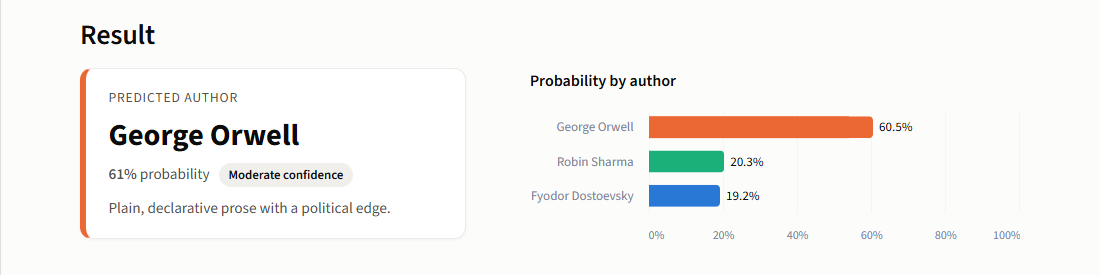 Result
PREDICTED AUTHOR
George Orwell
61% probability Moderate confidence
Plain, declarative prose with a political edge.
Probability by author
George Orwell 60.5%
Robin Sharma 20.3%
Fyodor Dostoevsky 19.2%
0% 20% 40% 60% 80% 100%